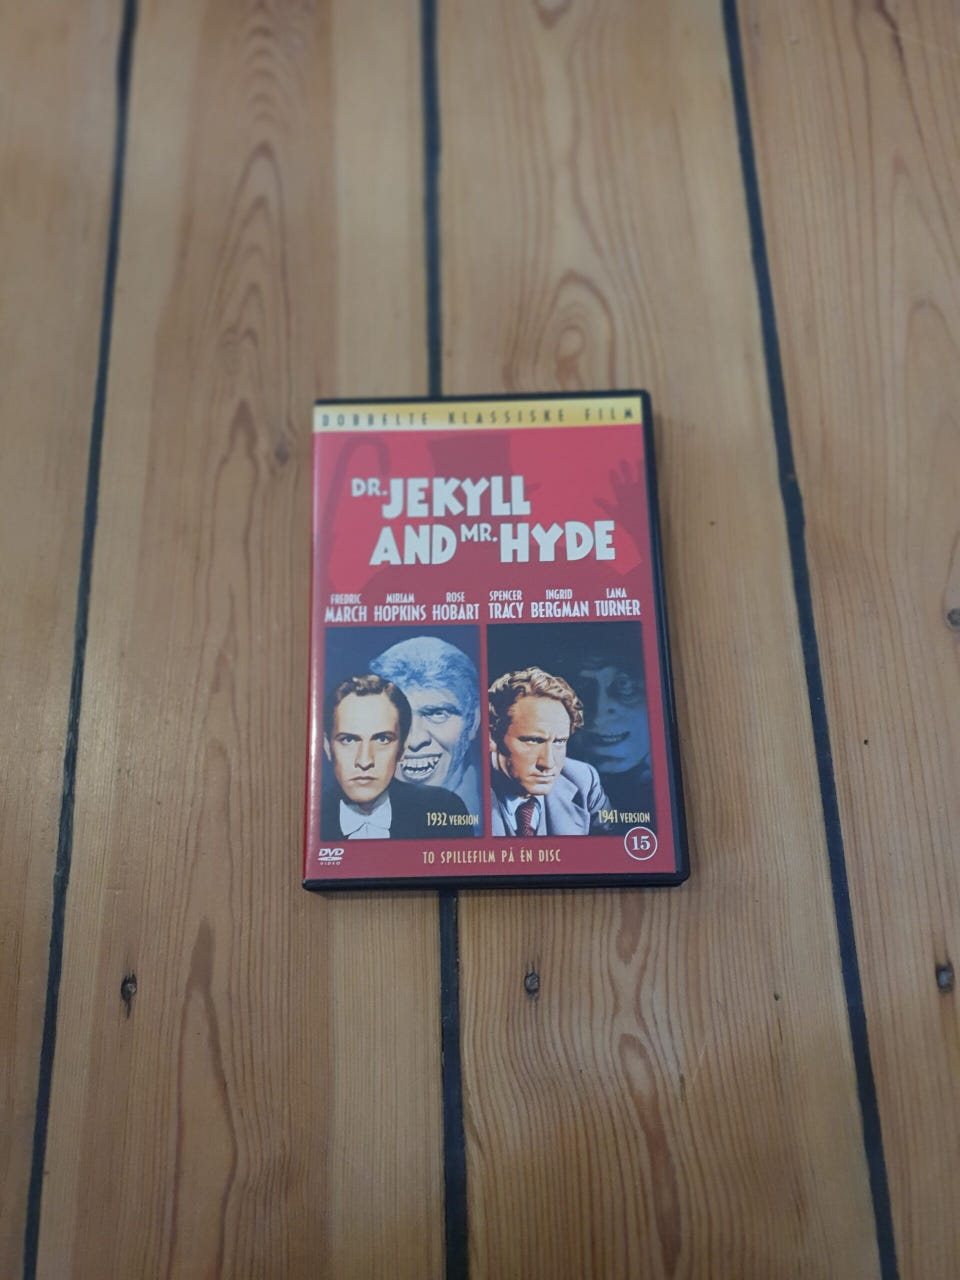 DOBBELTE KLASSISKE FILM
DR. JEKYLL
AND MR. HYDE
FREDRIC MARCH MIRIAM HOPKINS ROSE HOBART SPENCER TRACY INGRID BERGMAN LANA TURNER
1932 VERSION
1941 VERSION
15
DVD
VIDEO
TO SPILLEFILM PÅ ÉN DISC